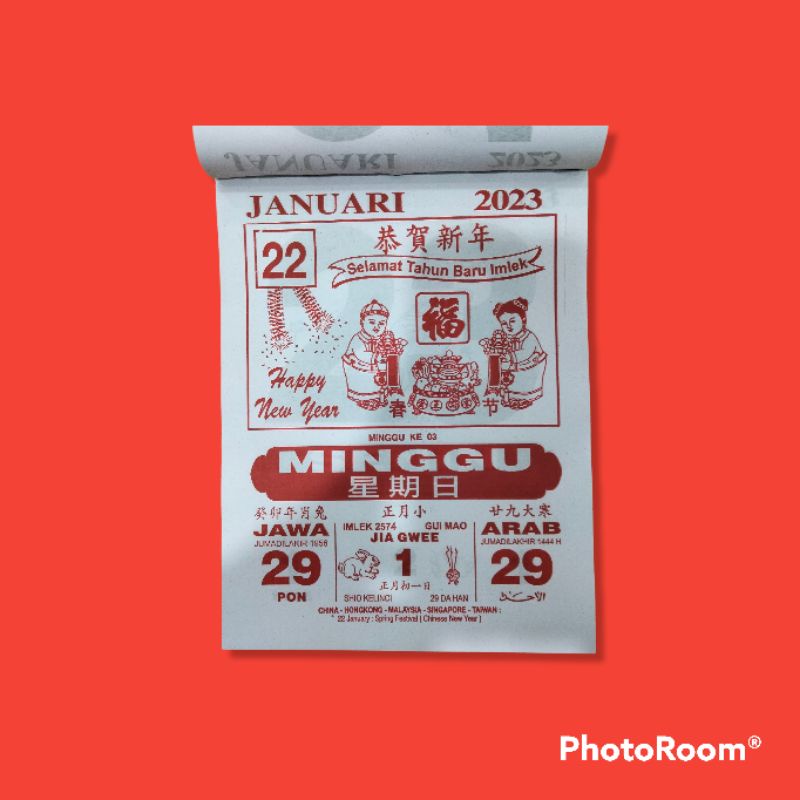 JANUARI 2023
JANUARI 2023
22
恭賀新年
Selamat Tahun Baru Imlek
福
Happy
New Year
春 节
MINGGU KE 03
MINGGU
星期日
癸卯年肖兔 正月小 廿九大寒
JAWA IMLEK 2574 GUI MAO ARAB
JUMADILAKIR 1956 JIA GWEE JUMADILAKHIR 1444 H
29 1 29
正月初一日
PON SHIO KELINCI 29 DA HAN الأحد
CHINA - HONGKONG - MALAYSIA - SINGAPORE - TAIWAN :
* 22 January : Spring Festival ( Chinese New Year )
PhotoRoom®